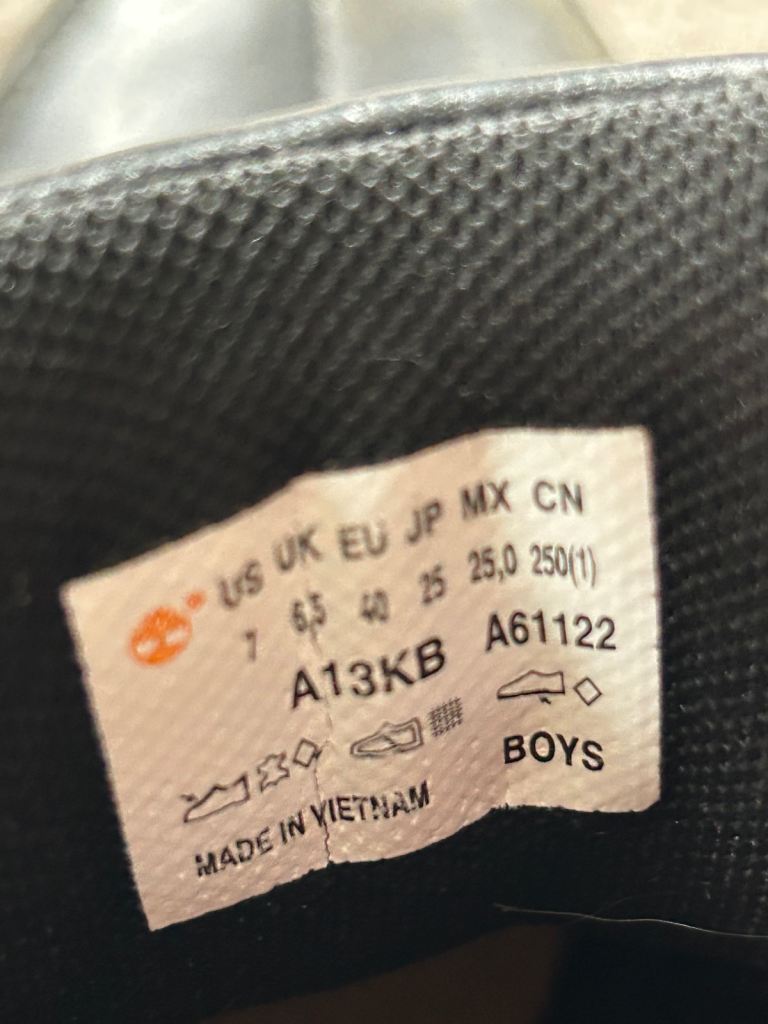 US UK EU JP MX CN
7 6,5 40 25 25,0 250(1)
A13KB A61122
BOYS
MADE IN VIETNAM